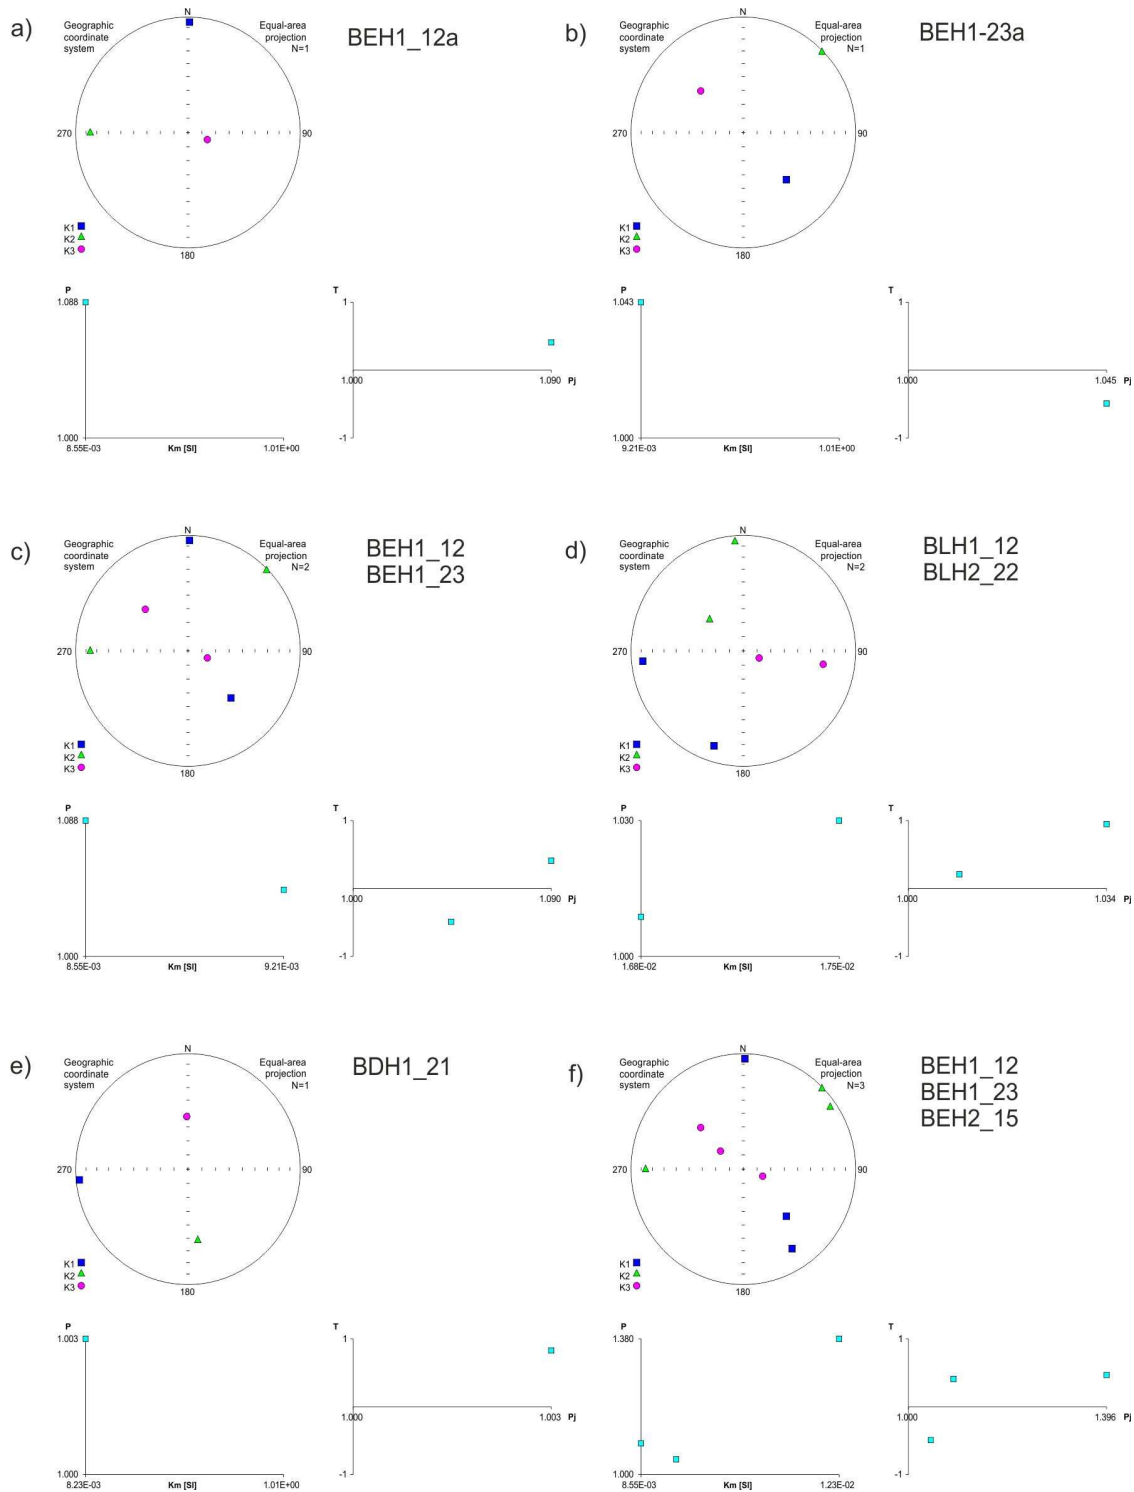 a)
Geographic
coordinate
system
N
Equal-area
projection
N=1
BEH1_12a
270
90
180
K1
K2
K3
P
1.088
1.000
8.55E-03
Km [SI]
1.01E+00
T
1
1.000
1.090
Pj
-1
b)
Geographic
coordinate
system
N
Equal-area
projection
N=1
BEH1-23a
270
90
180
K1
K2
K3
P
1.043
1.000
9.21E-03
Km [SI]
1.01E+00
T
1
1.000
1.045
Pj
-1
c)
Geographic
coordinate
system
N
Equal-area
projection
N=2
BEH1_12
BEH1_23
270
90
180
K1
K2
K3
P
1.088
1.000
8.55E-03
Km [SI]
9.21E-03
T
1
1.000
1.090
Pj
-1
d)
Geographic
coordinate
system
N
Equal-area
projection
N=2
BLH1_12
BLH2_22
270
90
180
K1
K2
K3
P
1.030
1.000
1.68E-02
Km [SI]
1.75E-02
T
1
1.000
1.034
Pj
-1
e)
Geographic
coordinate
system
N
Equal-area
projection
N=1
BDH1_21
270
90
180
K1
K2
K3
P
1.003
1.000
8.23E-03
Km [SI]
1.01E+00
T
1
1.000
1.003
Pj
-1
f)
Geographic
coordinate
system
N
Equal-area
projection
N=3
BEH1_12
BEH1_23
BEH2_15
270
90
180
K1
K2
K3
P
1.380
1.000
8.55E-03
Km [SI]
1.23E-02
T
1
1.000
1.396
Pj
-1